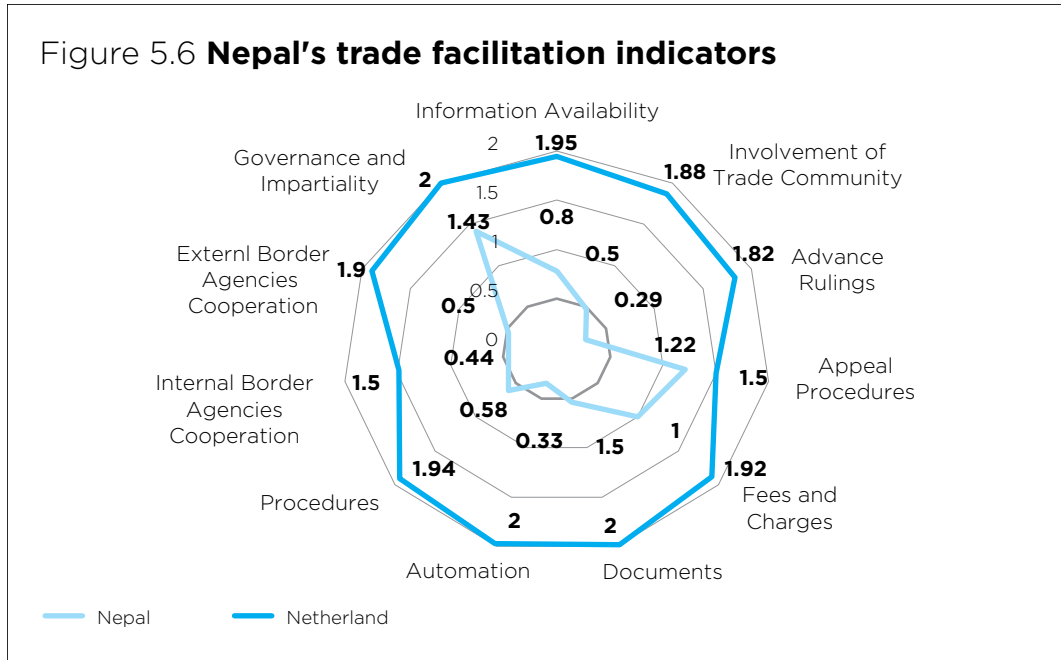 Figure 5.6 Nepal's trade facilitation indicators
Information Availability
2
1.95
Governance and
Impartiality
Involvement of
Trade Community
2
1.88
1.5
1.43
0.8
1
Externl Border
Agencies
Cooperation
1.9
0.5
1.82
Advance
Rulings
0.5
0.5
0.29
0
0.44
1.22
Internal Border
Agencies
Cooperation
1.5
1.5
Appeal
Procedures
0.58
0.33
1.5
1
Procedures
1.94
1.92
Fees and
Charges
2
2
Automation
Documents
Nepal
Netherland